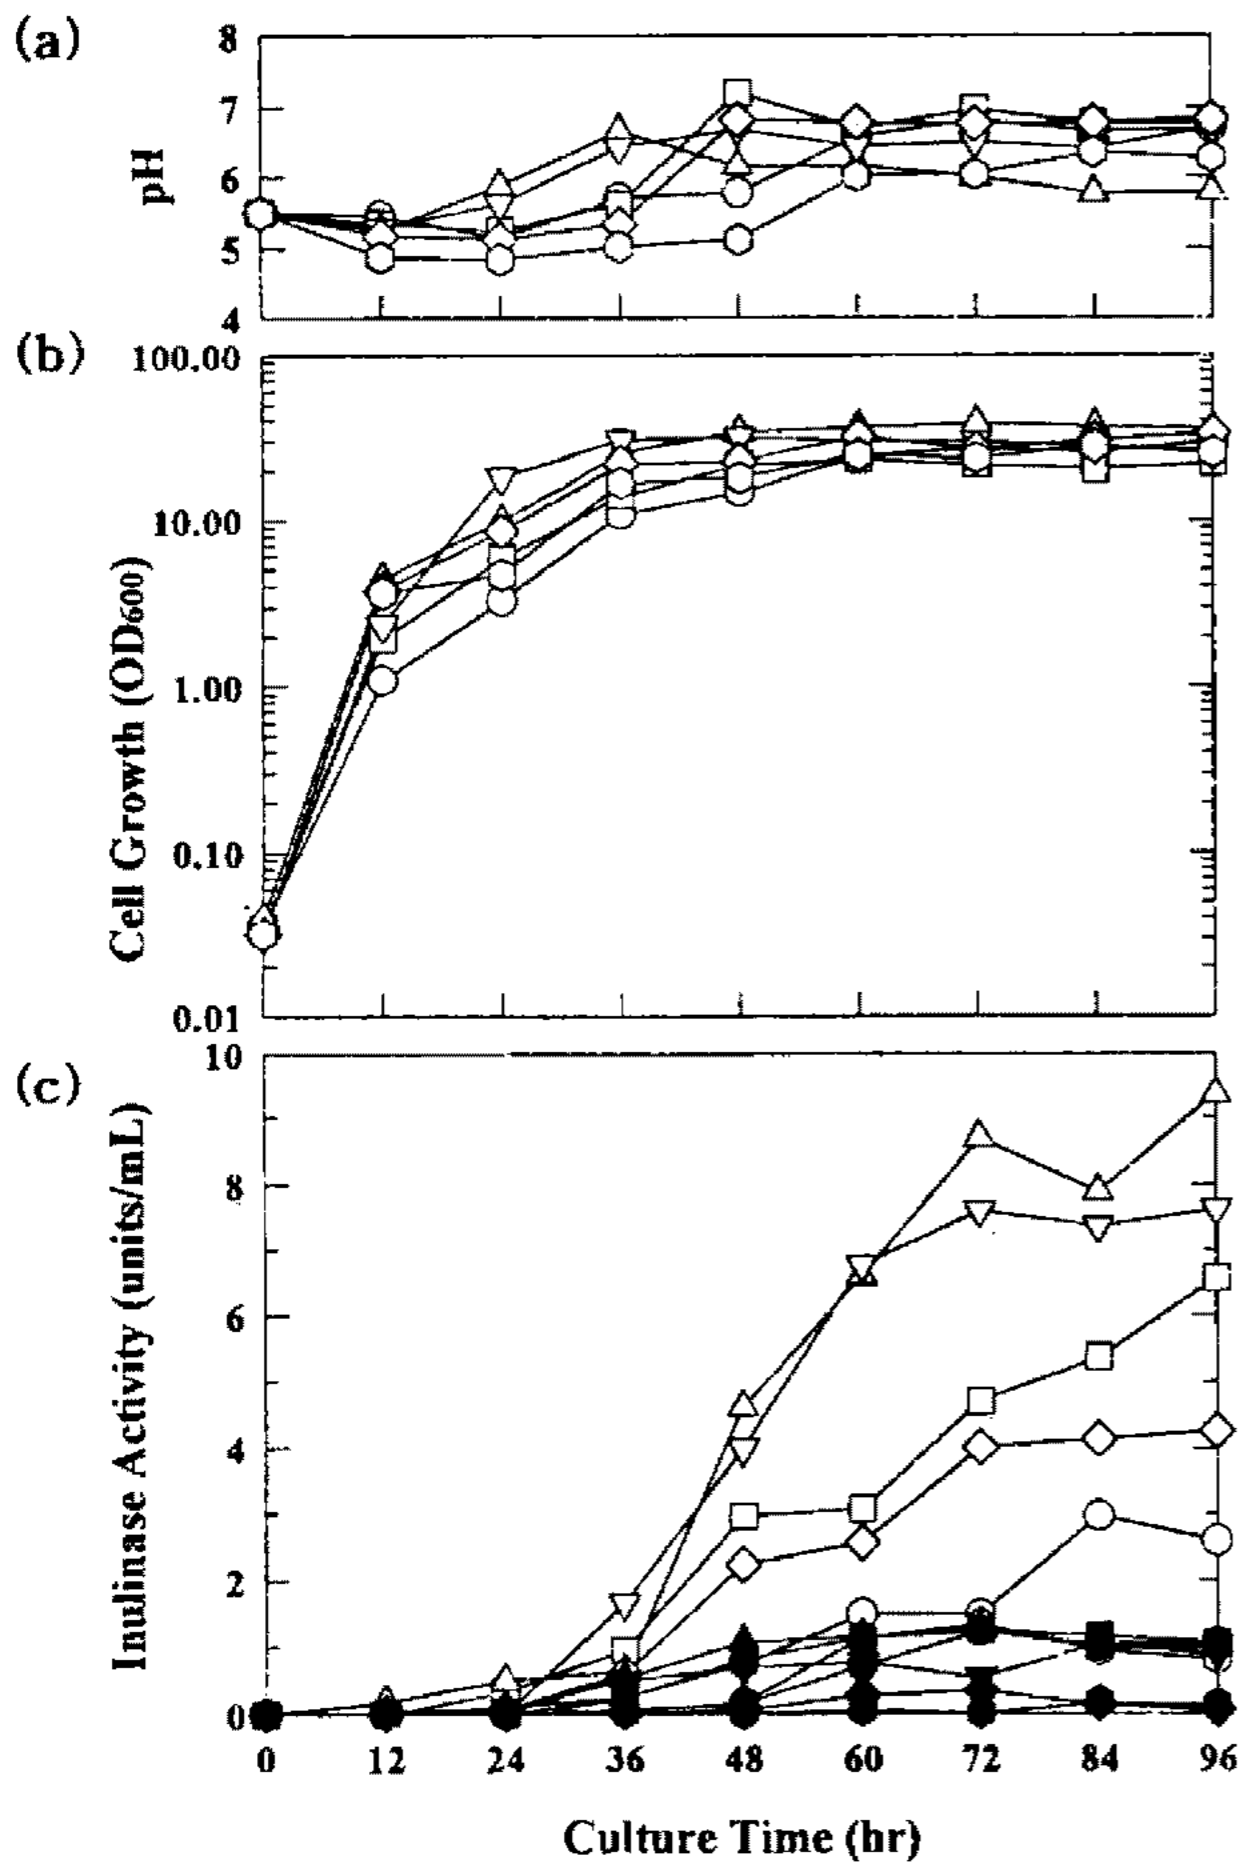 (a)
8
7
6
5
4
pH
(b)
100.00
10.00
1.00
0.10
0.01
Cell Growth (OD600)
(c)
10
8
6
4
2
0
Inulinase Activity (units/mL)
0 12 24 36 48 60 72 84 96
Culture Time (hr)